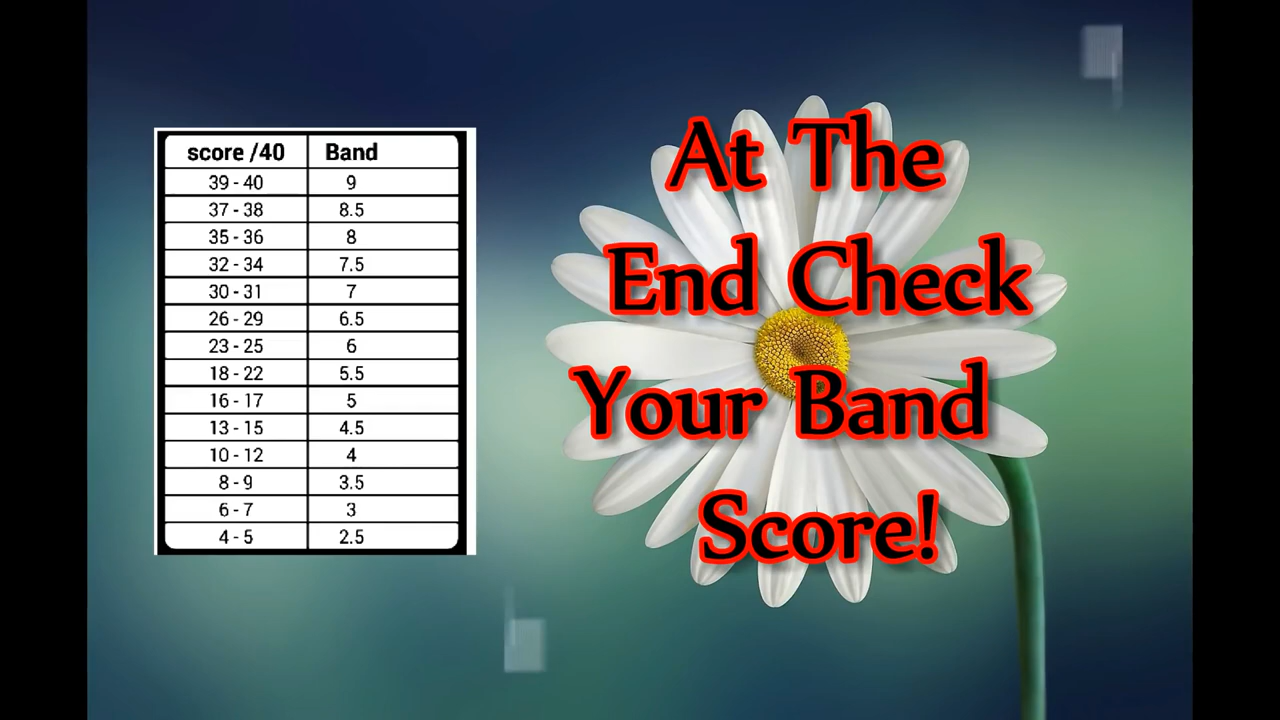 score /40 Band
39 - 40 9
37 - 38 8.5
35 - 36 8
32 - 34 7.5
30 - 31 7
26 - 29 6.5
23 - 25 6
18 - 22 5.5
16 - 17 5
13 - 15 4.5
10 - 12 4
8 - 9 3.5
6 - 7 3
4 - 5 2.5
At The
End Check
Your Band
Score!